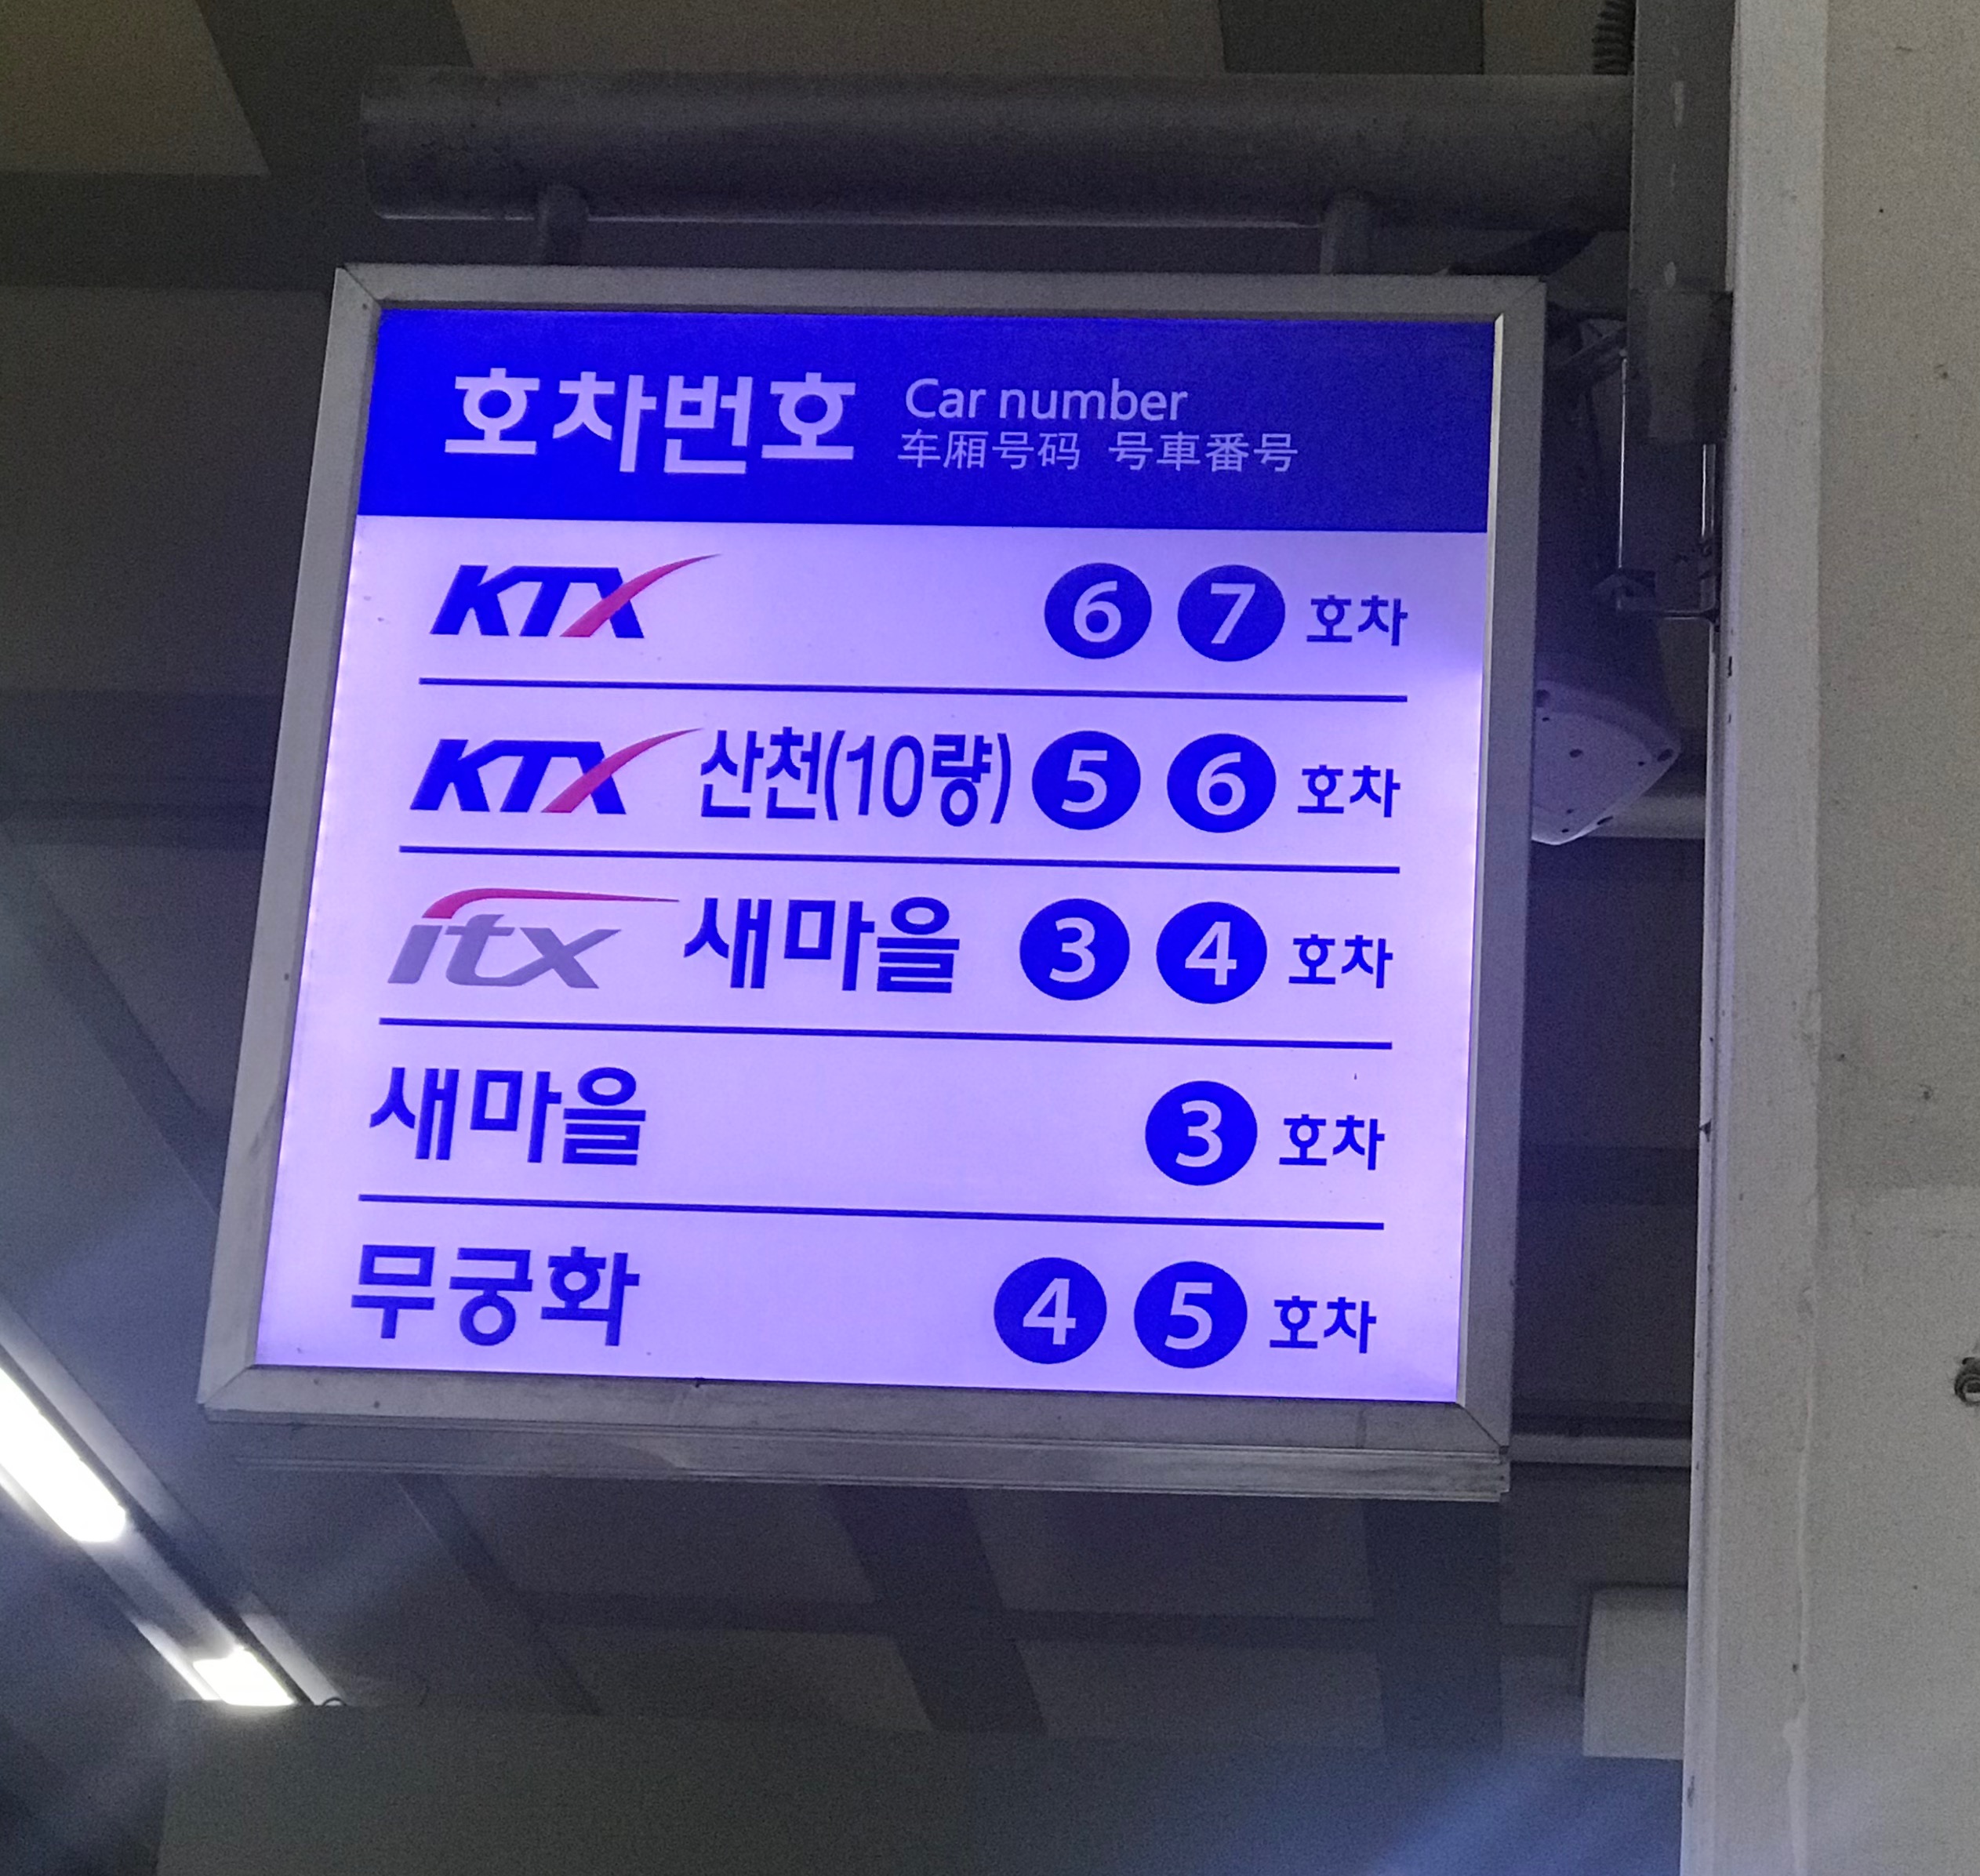 호차번호 Car number
车厢号码 号車番号
KTX 6 7 호차
KTX 산천(10량) 5 6 호차
itx 새마을 3 4 호차
새마을 3 호차
무궁화 4 5 호차